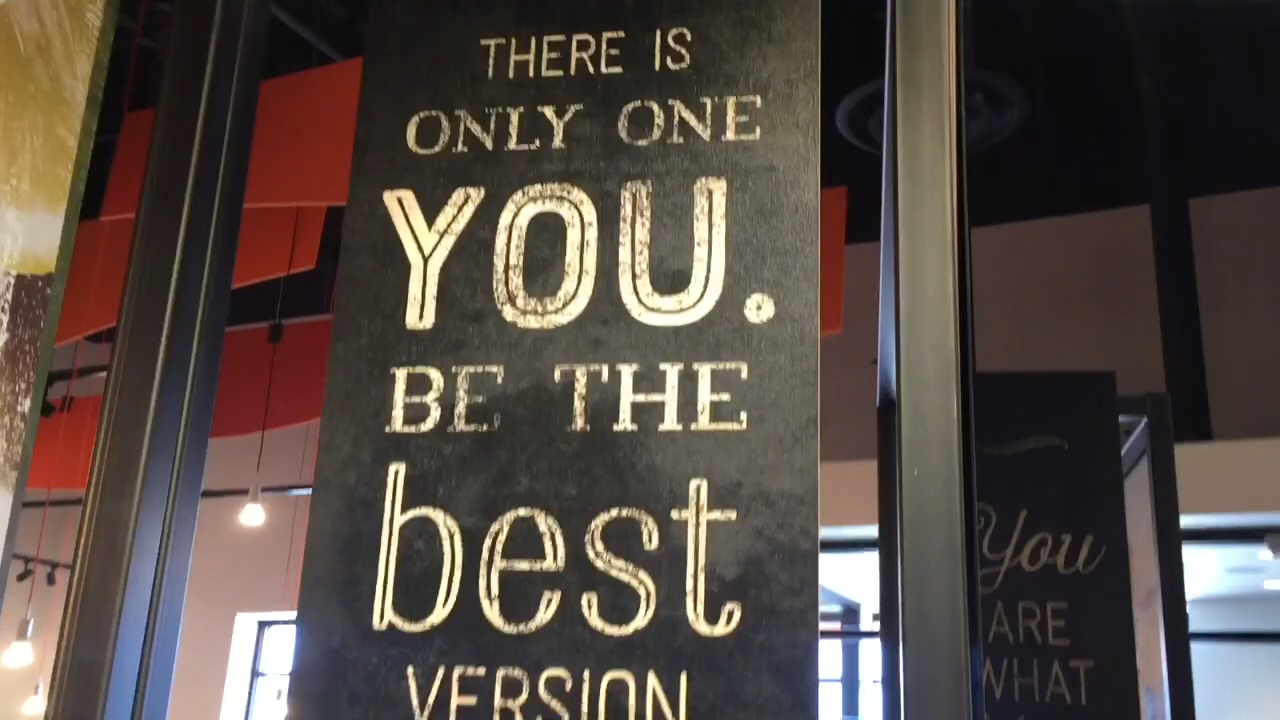 THERE IS
ONLY ONE
YOU.
BE THE
best
VERSION
You
ARE
WHAT